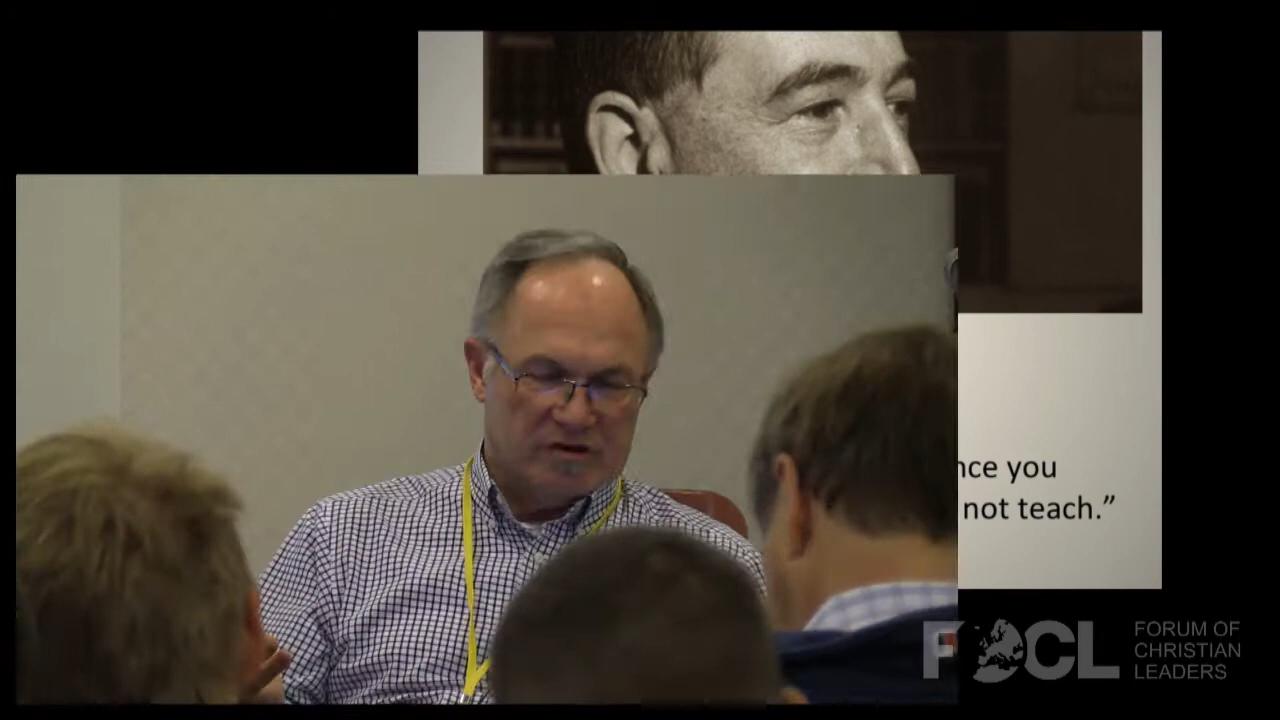 nce you
not teach.”
FOCL
FORUM OF
CHRISTIAN
LEADERS